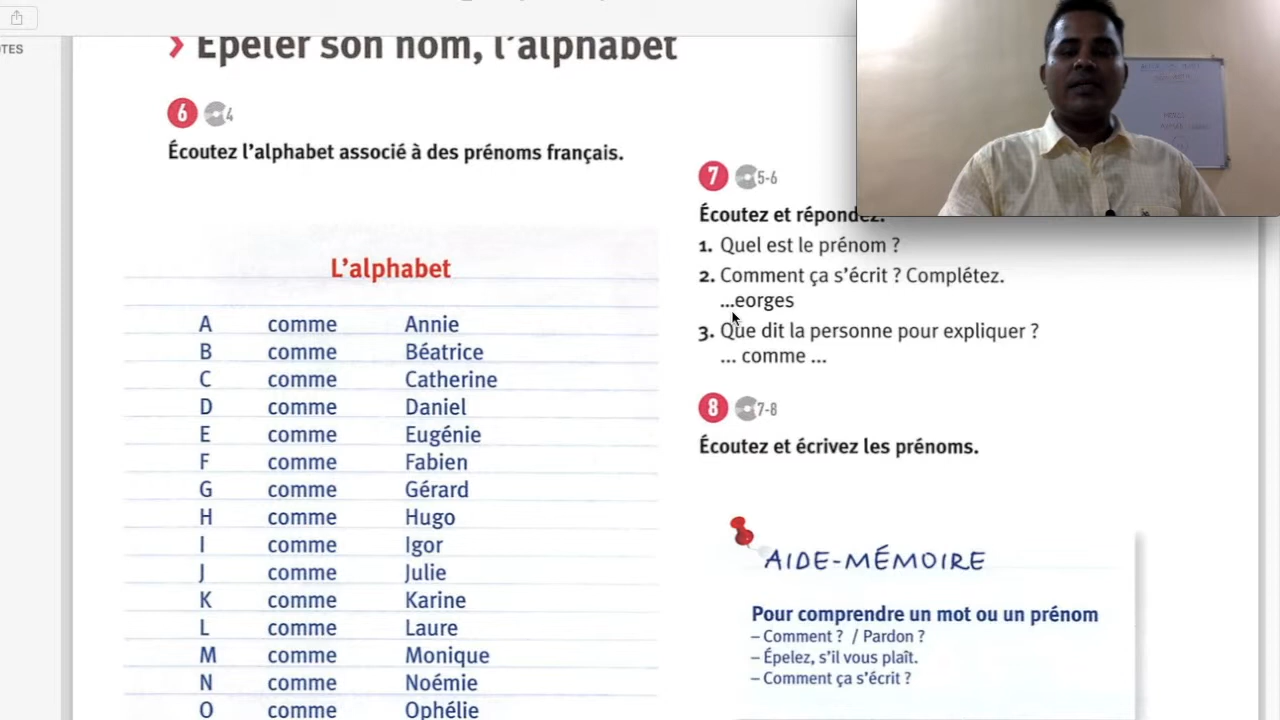 OTES
Épeler son nom, l'alphabet
6 4
Écoutez l'alphabet associé à des prénoms français.
L'alphabet
A comme Annie
B comme Béatrice
C comme Catherine
D comme Daniel
E comme Eugénie
F comme Fabien
G comme Gérard
H comme Hugo
I comme Igor
J comme Julie
K comme Karine
L comme Laure
M comme Monique
N comme Noémie
O comme Ophélie
7 5-6
Écoutez et répondez.
1. Quel est le prénom ?
2. Comment ça s'écrit ? Complétez.
...eorges
3. Que dit la personne pour expliquer ?
... comme ...
8 7-8
Écoutez et écrivez les prénoms.
AIDE-MÉMOIRE
Pour comprendre un mot ou un prénom
– Comment ? / Pardon ?
– Épelez, s'il vous plaît.
– Comment ça s'écrit ?